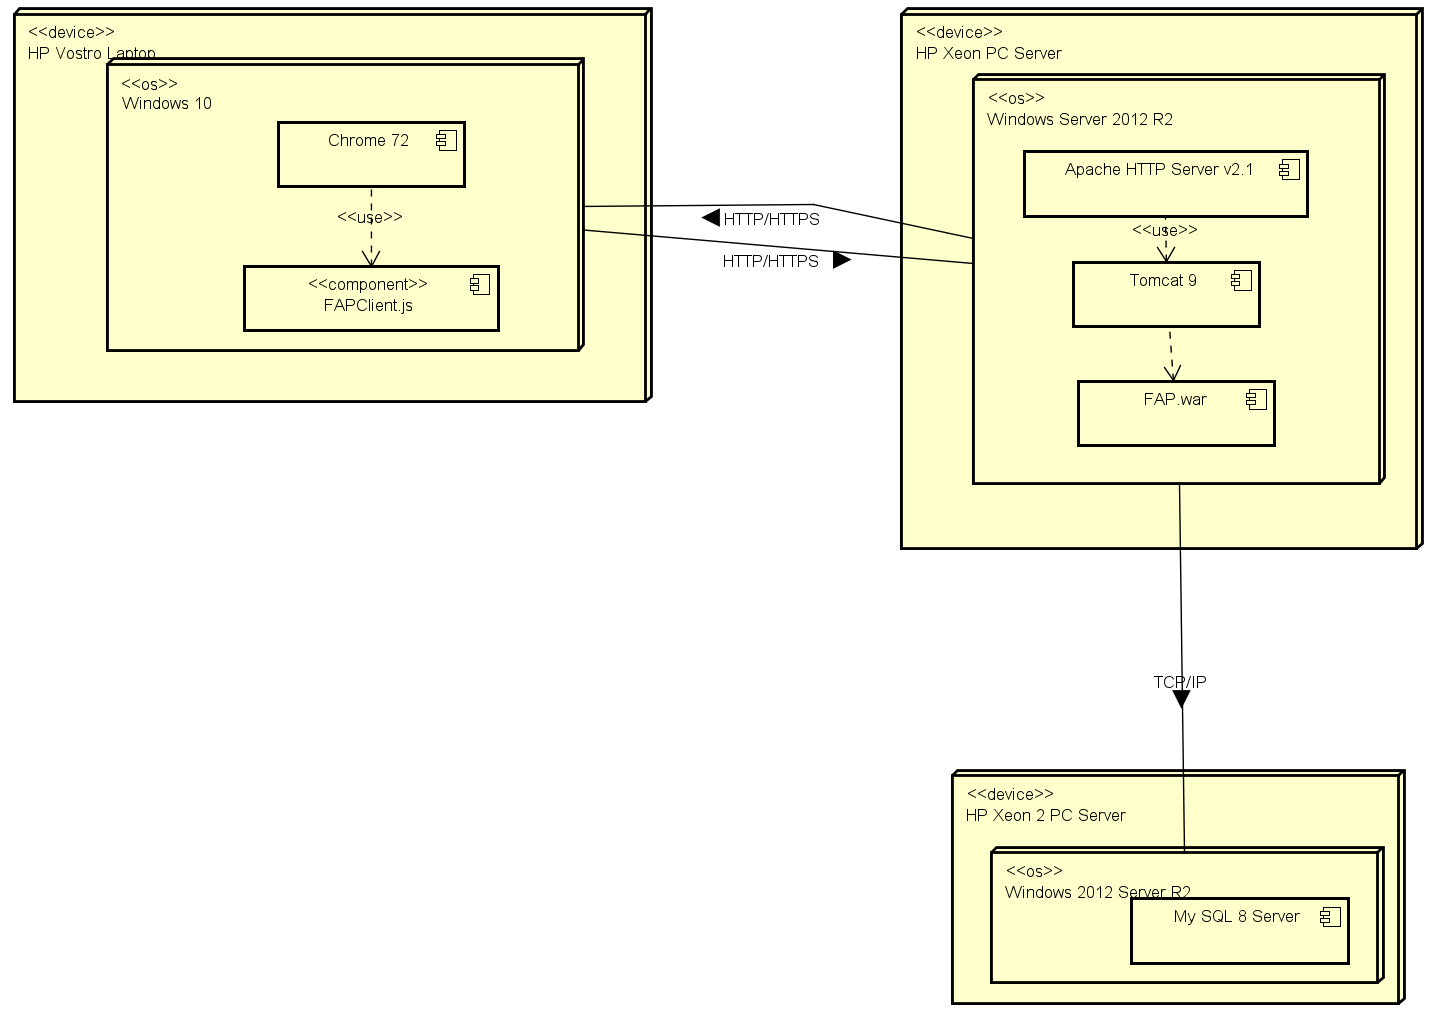 <<device>>
HP Vostro Laptop
<<os>>
Windows 10
Chrome 72
<<use>>
<<component>>
FAPClient.js
HTTP/HTTPS
HTTP/HTTPS
<<device>>
HP Xeon PC Server
<<os>>
Windows Server 2012 R2
Apache HTTP Server v2.1
<<use>>
Tomcat 9
FAP.war
TCP/IP
<<device>>
HP Xeon 2 PC Server
<<os>>
Windows 2012 Server R2
My SQL 8 Server